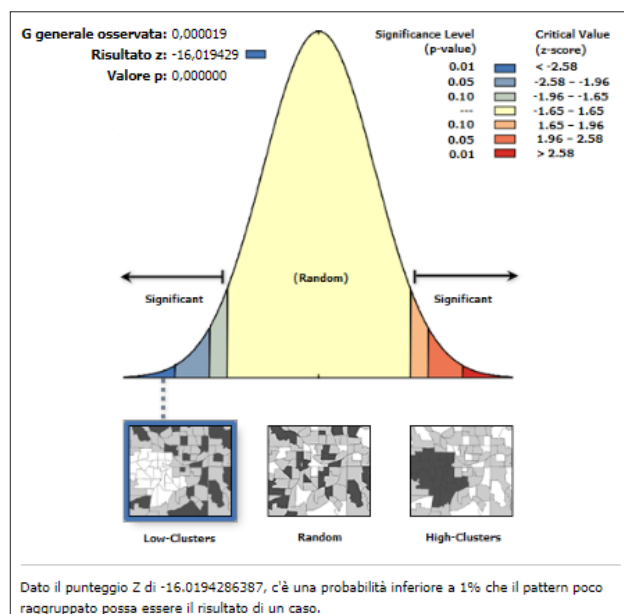 G generale osservata: 0,000019
Risultato z: -16,019429
Valore p: 0,000000
Significance Level
(p-value)
Critical Value
(z-score)
0.01 < -2.58
0.05 -2.58 – -1.96
0.10 -1.96 – -1.65
--- -1.65 – 1.65
0.10 1.65 – 1.96
0.05 1.96 – 2.58
0.01 > 2.58
(Random)
Significant
Significant
Low-Clusters
Random
High-Clusters
Dato il punteggio Z di -16.0194286387, c'è una probabilità inferiore a 1% che il pattern poco
raggruppato possa essere il risultato di un caso.